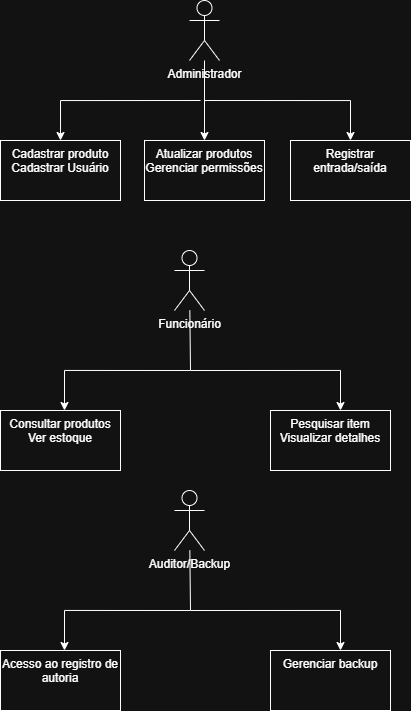 Administrador
Cadastrar produto
Cadastrar Usuário
Atualizar produtos
Gerenciar permissões
Registrar
entrada/saída
Funcionário
Consultar produtos
Ver estoque
Pesquisar item
Visualizar detalhes
Auditor/Backup
Acesso ao registro de
autoria
Gerenciar backup